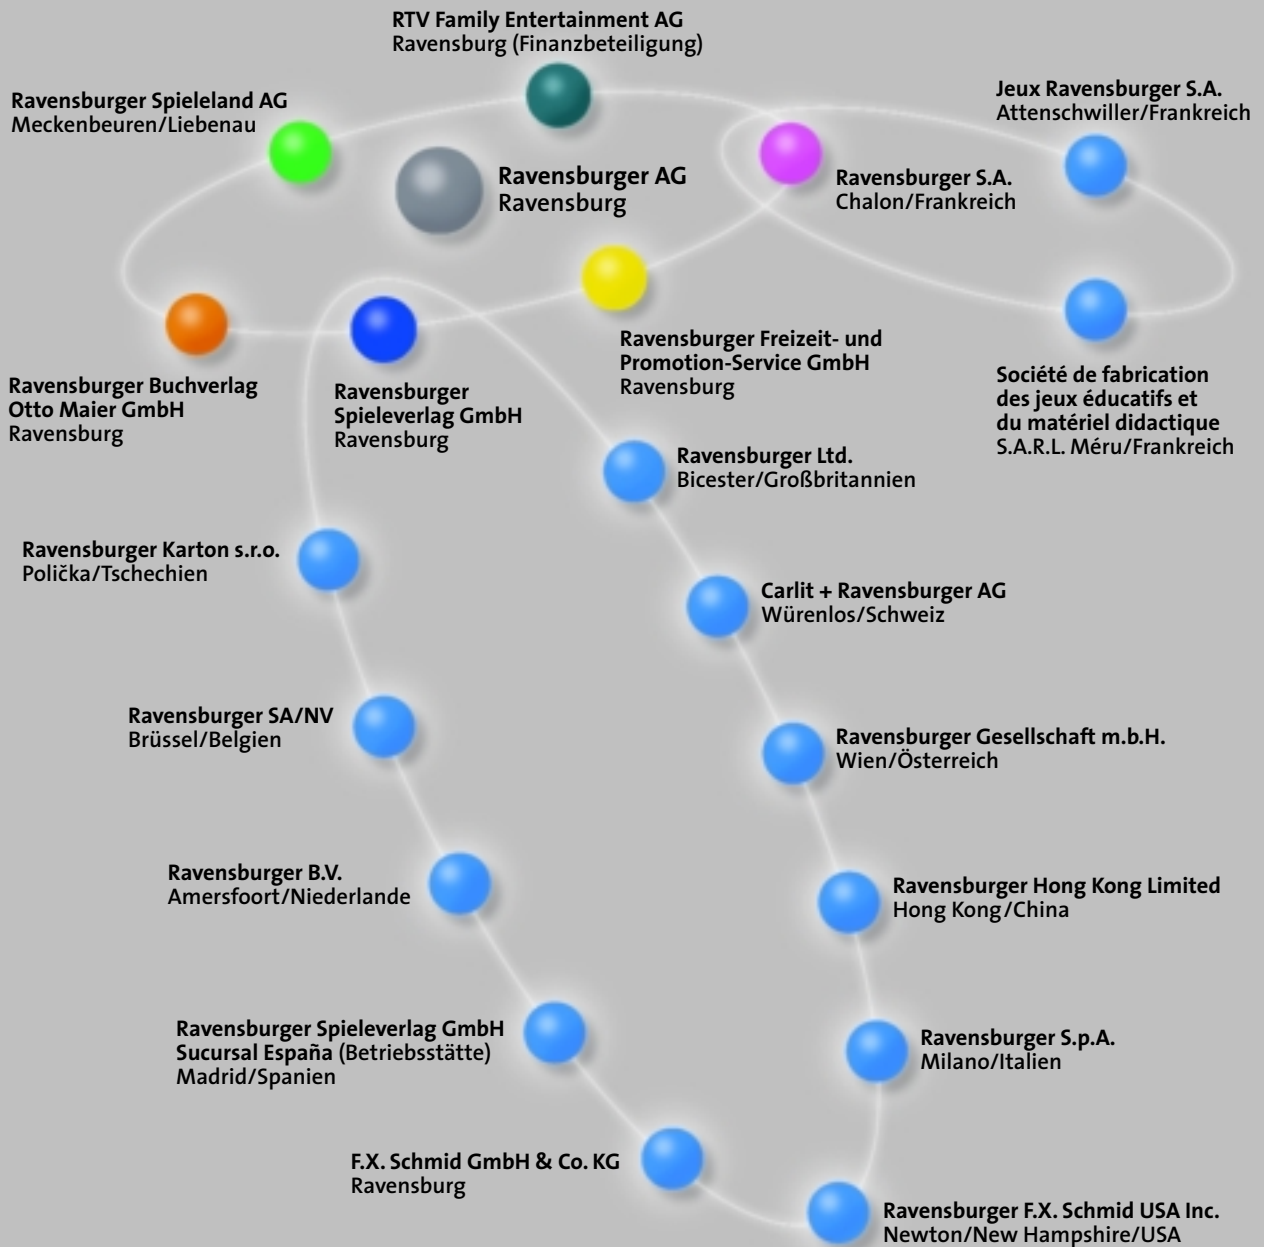 RTV Family Entertainment AG
Ravensburg (Finanzbeteiligung)
Ravensburger Spieleland AG
Meckenbeuren/Liebenau
Jeux Ravensburger S.A.
Attenschwiller/Frankreich
Ravensburger AG
Ravensburg
Ravensburger S.A.
Chalon/Frankreich
Ravensburger Freizeit- und
Promotion-Service GmbH
Ravensburg
Ravensburger Buchverlag
Otto Maier GmbH
Ravensburg
Ravensburger
Spieleverlag GmbH
Ravensburg
Société de fabrication
des jeux éducatifs et
du matériel didactique
S.A.R.L. Méru/Frankreich
Ravensburger Ltd.
Bicester/Großbritannien
Ravensburger Karton s.r.o.
Polička/Tschechien
Carlit + Ravensburger AG
Würenlos/Schweiz
Ravensburger SA/NV
Brüssel/Belgien
Ravensburger Gesellschaft m.b.H.
Wien/Österreich
Ravensburger B.V.
Amersfoort/Niederlande
Ravensburger Hong Kong Limited
Hong Kong/China
Ravensburger Spieleverlag GmbH
Sucursal España (Betriebsstätte)
Madrid/Spanien
Ravensburger S.p.A.
Milano/Italien
F.X. Schmid GmbH & Co. KG
Ravensburg
Ravensburger F.X. Schmid USA Inc.
Newton/New Hampshire/USA